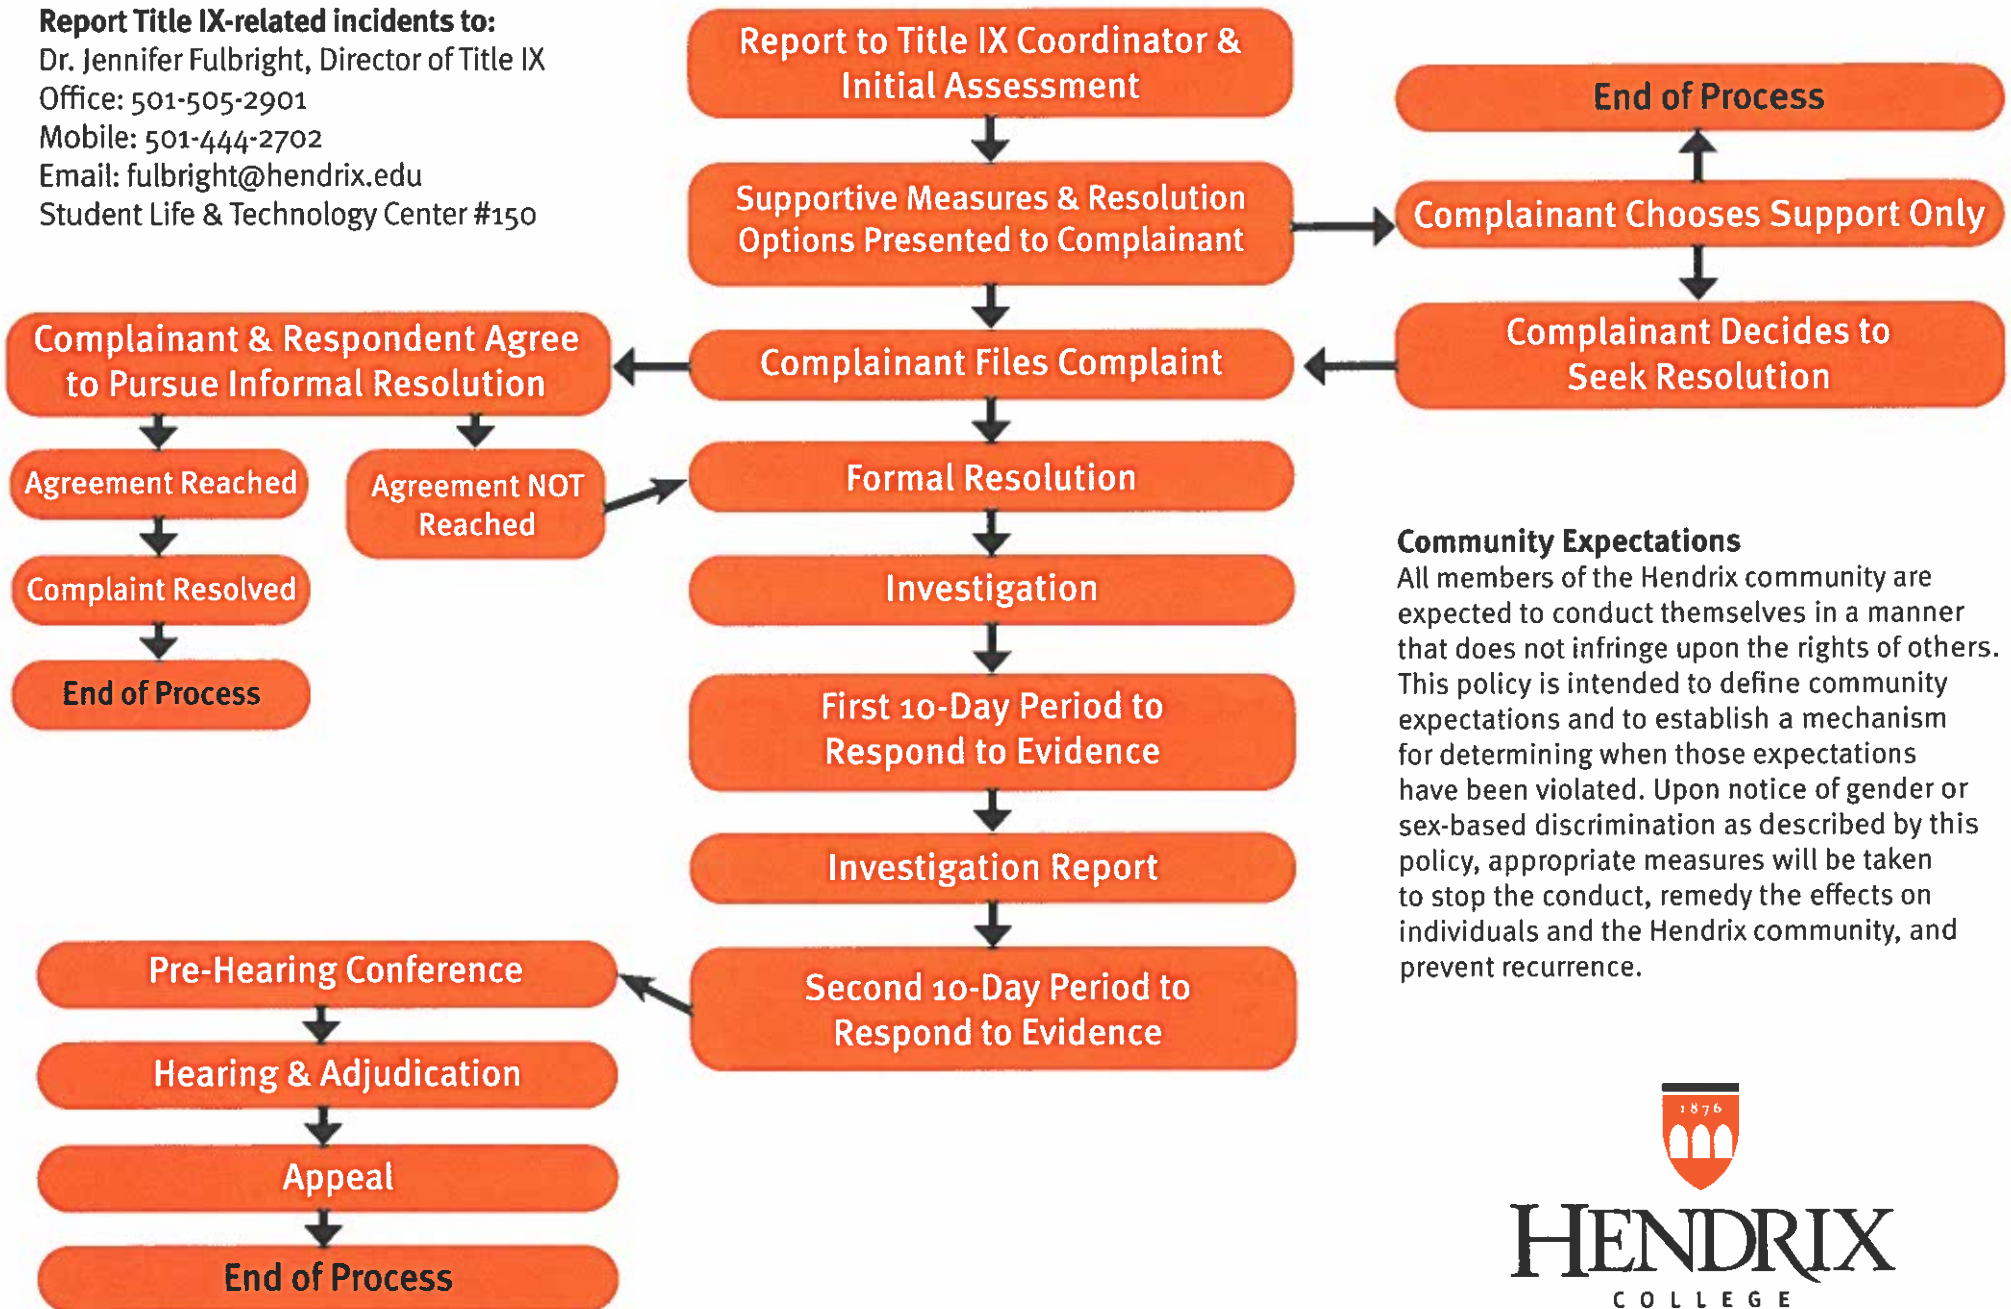 Report Title IX-related incidents to:
Dr. Jennifer Fulbright, Director of Title IX
Office: 501-505-2901
Mobile: 501-444-2702
Email: fulbright@hendrix.edu
Student Life & Technology Center #150
Report to Title IX Coordinator &
Initial Assessment
End of Process
Supportive Measures & Resolution
Options Presented to Complainant
Complainant Chooses Support Only
Complainant & Respondent Agree
to Pursue Informal Resolution
Complainant Files Complaint
Complainant Decides to
Seek Resolution
Agreement Reached
Agreement NOT
Reached
Formal Resolution
Complaint Resolved
Investigation
End of Process
First 10-Day Period to
Respond to Evidence
Investigation Report
Second 10-Day Period to
Respond to Evidence
Pre-Hearing Conference
Hearing & Adjudication
Appeal
End of Process
Community Expectations
All members of the Hendrix community are
expected to conduct themselves in a manner
that does not infringe upon the rights of others.
This policy is intended to define community
expectations and to establish a mechanism
for determining when those expectations
have been violated. Upon notice of gender or
sex-based discrimination as described by this
policy, appropriate measures will be taken
to stop the conduct, remedy the effects on
individuals and the Hendrix community, and
prevent recurrence.
1876
HENDRIX
COLLEGE